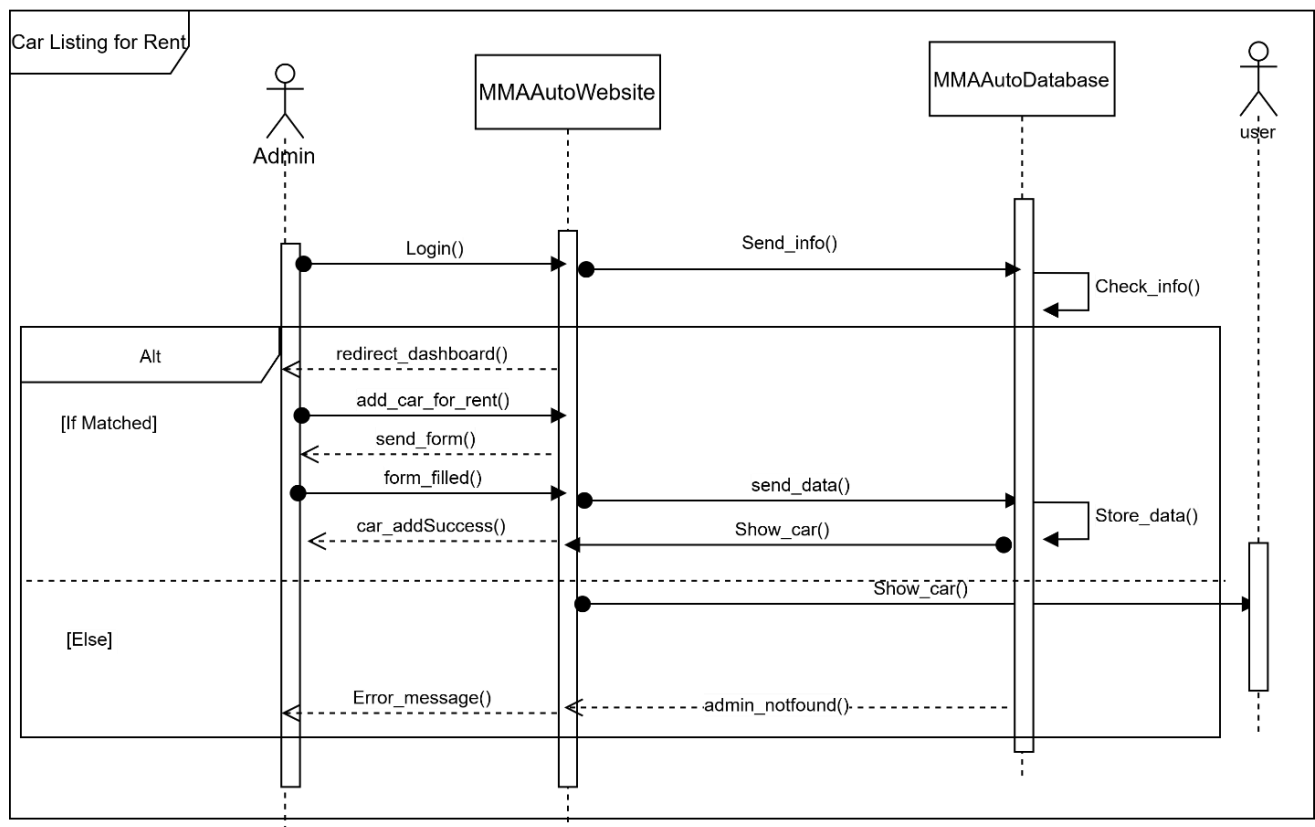 Car Listing for Rent
Admin
MMAAutoWebsite
MMAAutoDatabase
user
Login()
Send_info()
Check_info()
Alt
redirect_dashboard()
[If Matched]
add_car_for_rent()
send_form()
form_filled()
send_data()
Store_data()
car_addSuccess()
Show_car()
Show_car()
[Else]
Error_message()
admin_notfound()